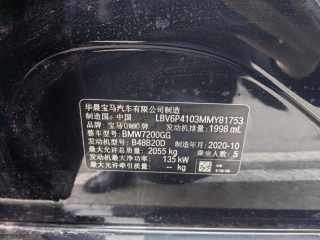 华晨宝马汽车有限公司制造
制造国：中国 LBV6P4103MMY81753
品牌：宝马(BMW)牌 发动机排量：1998 mL
整车型号：BMW7200GG
发动机型号：B48B20D 制造年月：2020-10
最大允许总质量：2055 kg 乘坐人数：5
发动机最大净功率：135 kW
最大允许牵引质量：-- kg